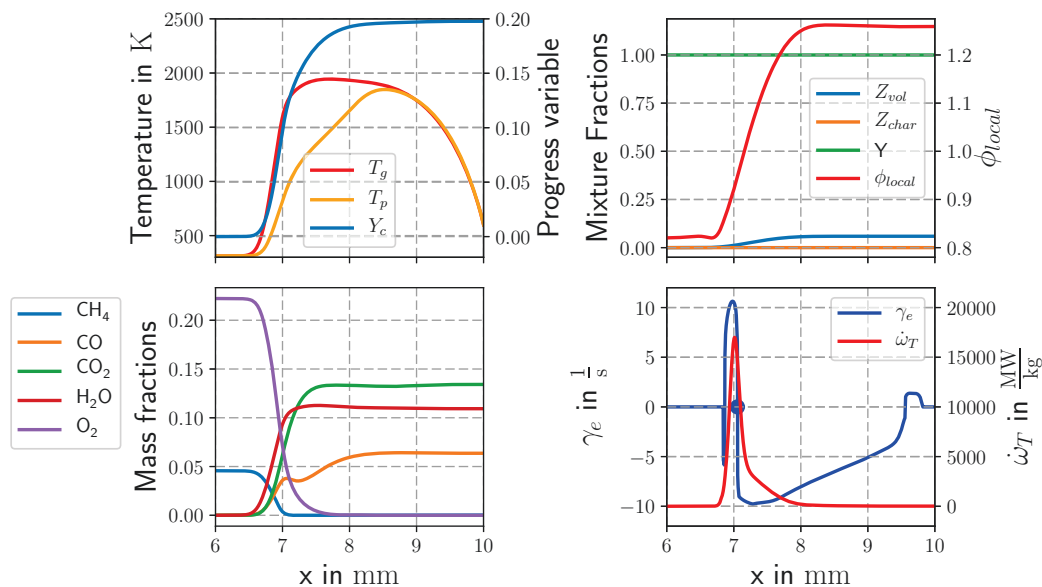 Temperature in K
2500
2000
1500
1000
500
0.20
0.15
0.10
0.05
0.00
Progress variable
T_g
T_p
Y_c
Mixture Fractions
1.00
0.75
0.50
0.25
0.00
1.2
1.1
1.0
0.9
0.8
ϕ_local
Z_vol
Z_char
Y
ϕ_local
CH₄
CO
CO₂
H₂O
O₂
Mass fractions
0.20
0.15
0.10
0.05
0.00
6 7 8 9 10
x in mm
γ_e in 1/s
10
5
0
−5
−10
20000
15000
10000
5000
0
ω̇_T in MW/kg
γ_e
ω̇_T
6 7 8 9 10
x in mm